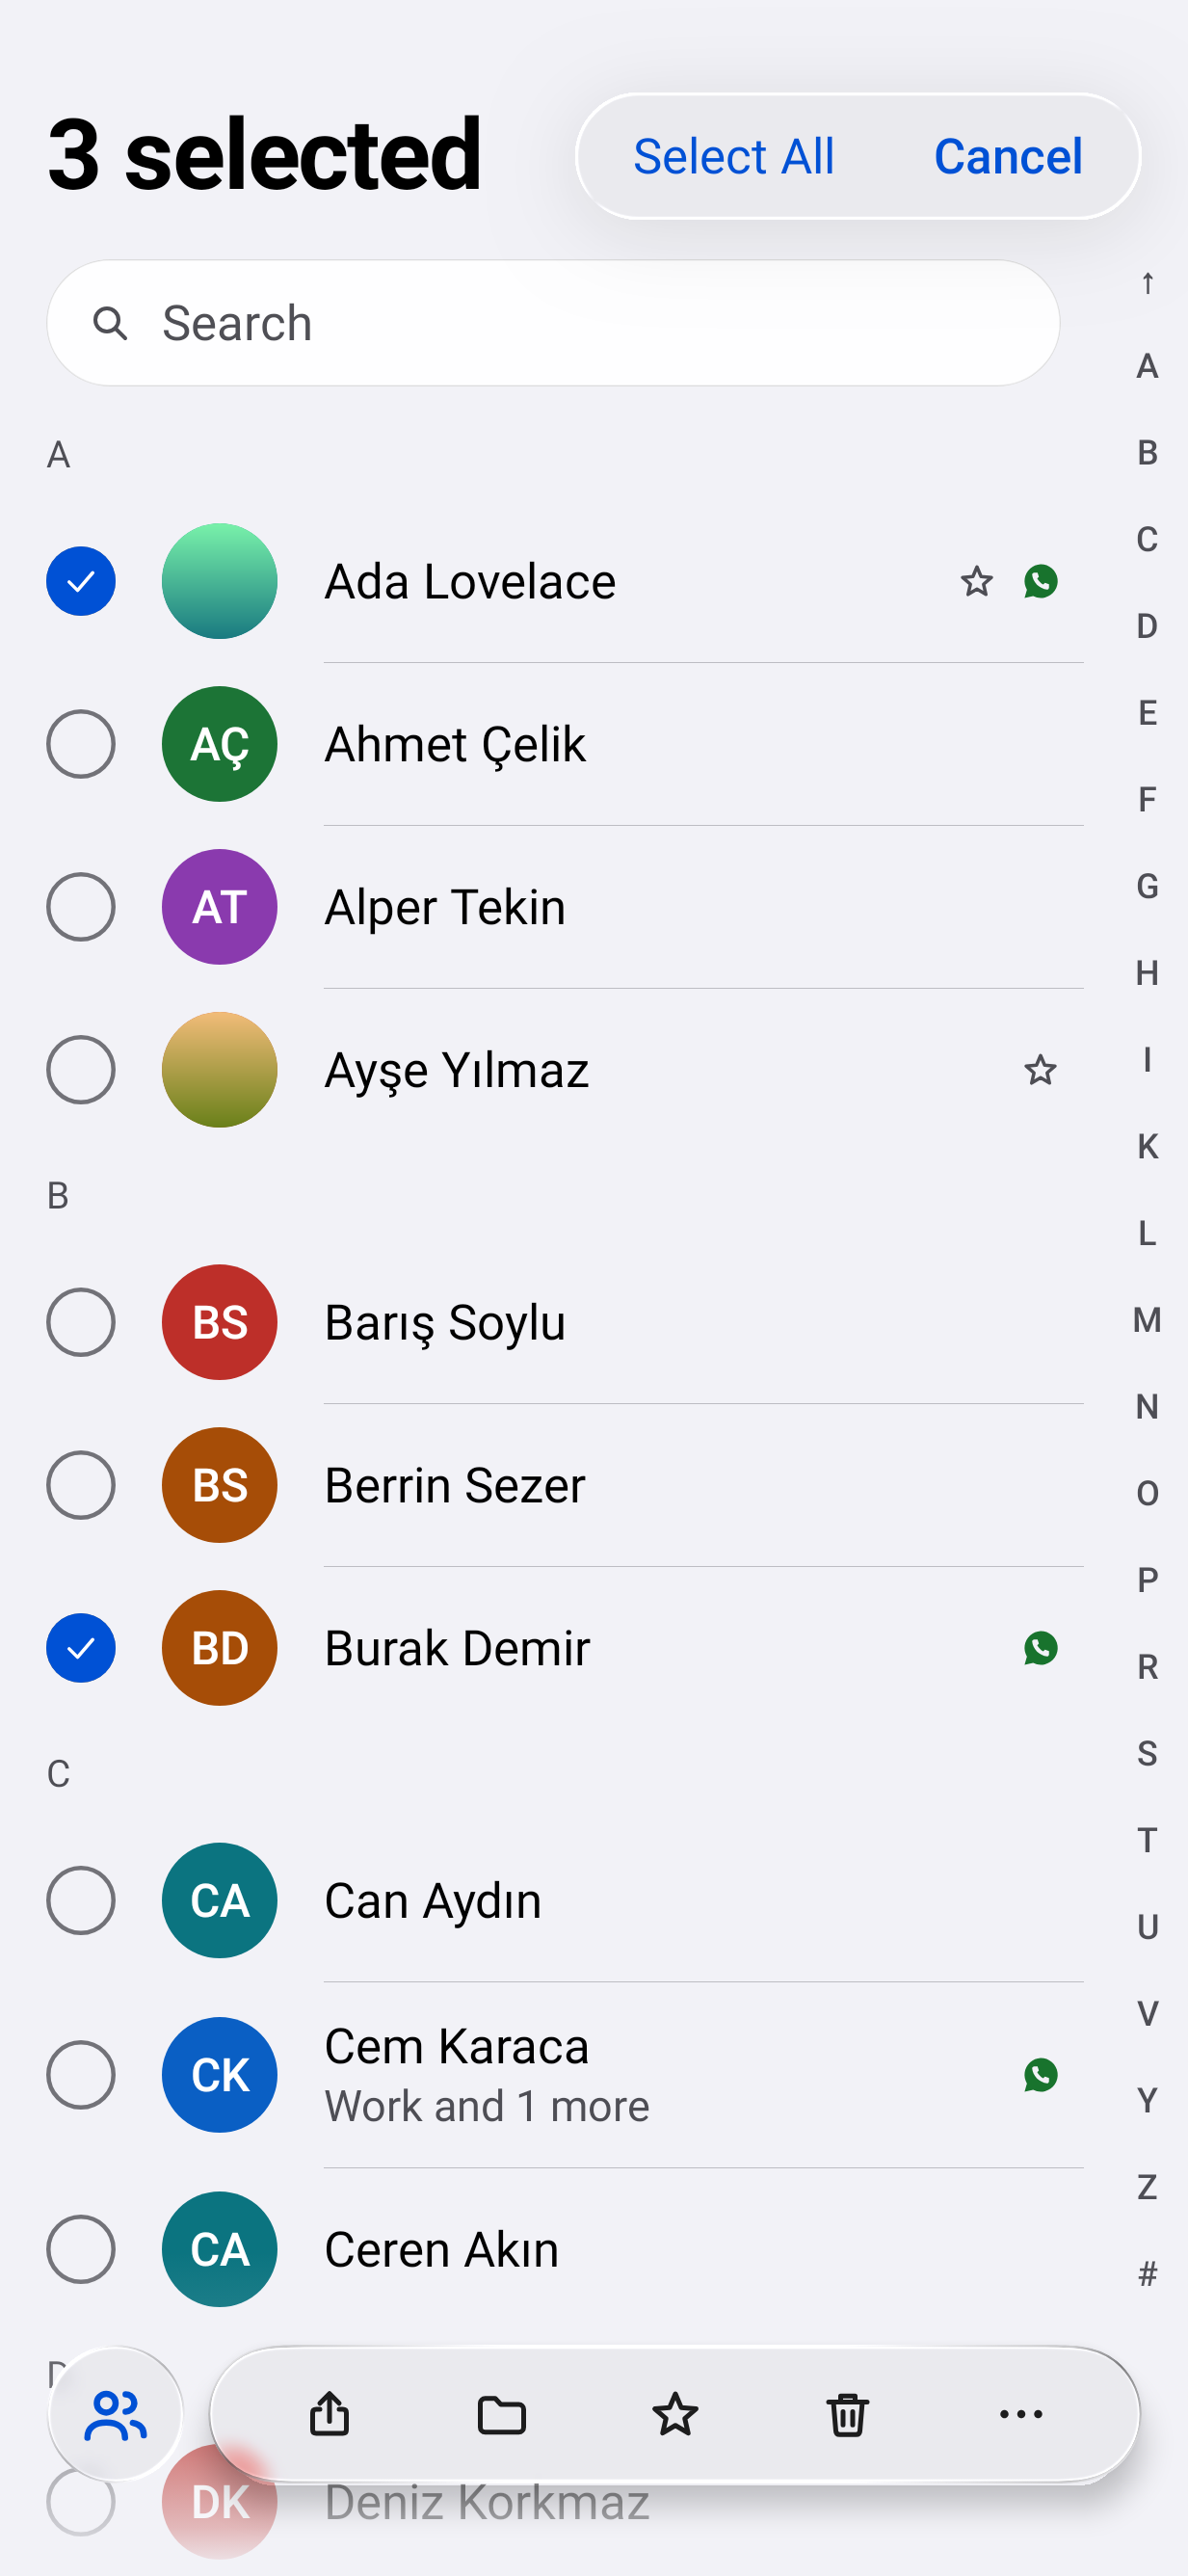 3 selected
Select All
Cancel
Search
↑
A
B
C
D
E
F
G
H
I
K
L
M
N
O
P
R
S
T
U
V
Y
Z
#
A
Ada Lovelace
AÇ
Ahmet Çelik
AT
Alper Tekin
Ayşe Yılmaz
B
BS
Barış Soylu
BS
Berrin Sezer
BD
Burak Demir
C
CA
Can Aydın
CK
Cem Karaca
Work and 1 more
CA
Ceren Akın
D
DK
Deniz Korkmaz